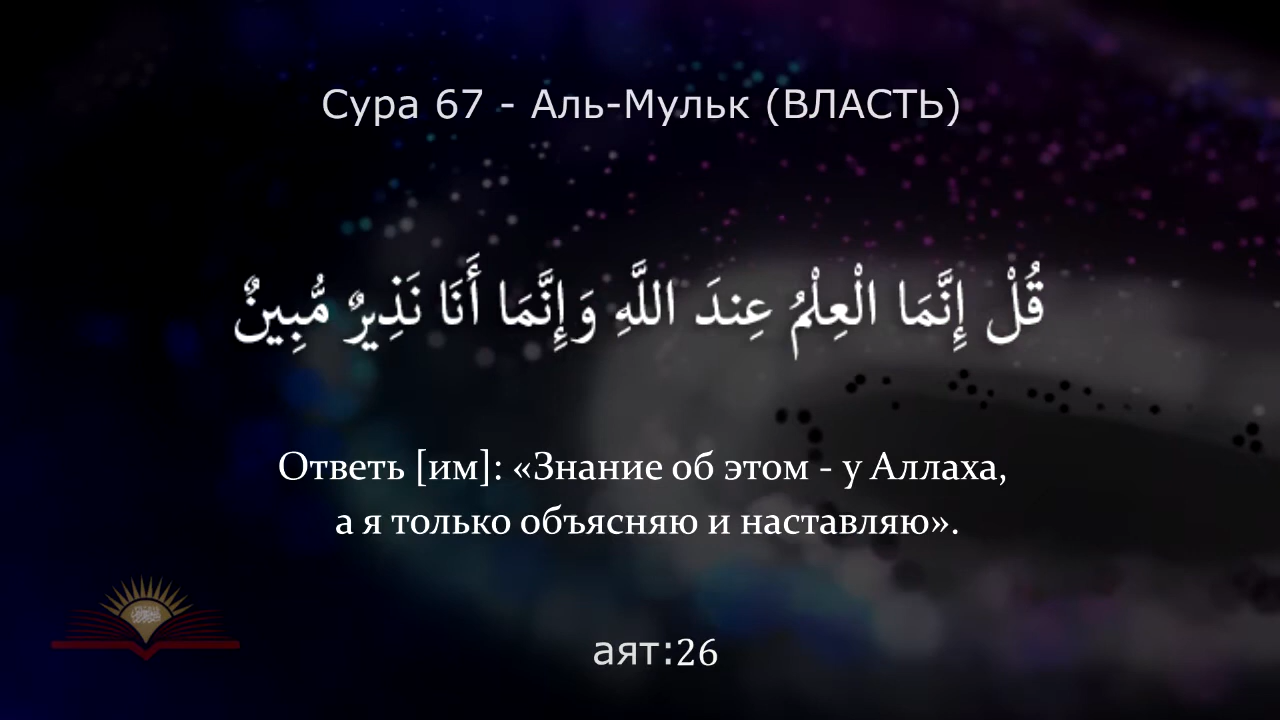 Сура 67 - Аль-Мульк (ВЛАСТЬ)
قُلْ إِنَّمَا الْعِلْمُ عِندَ اللَّهِ وَإِنَّمَا أَنَا نَذِيرٌ مُّبِينٌ
Ответь [им]: «Знание об этом - у Аллаха,
а я только объясняю и наставляю».
аят:26